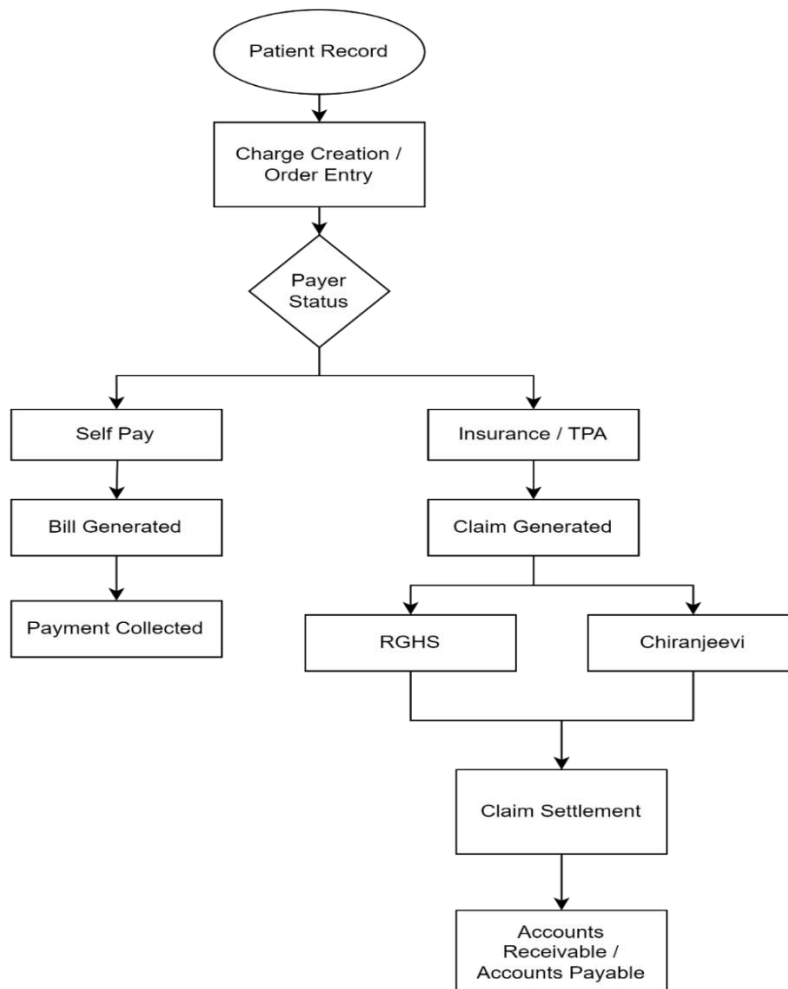 Patient Record
Charge Creation /
Order Entry
Payer
Status
Self Pay
Insurance / TPA
Bill Generated
Claim Generated
Payment Collected
RGHS
Chiranjeevi
Claim Settlement
Accounts
Receivable /
Accounts Payable